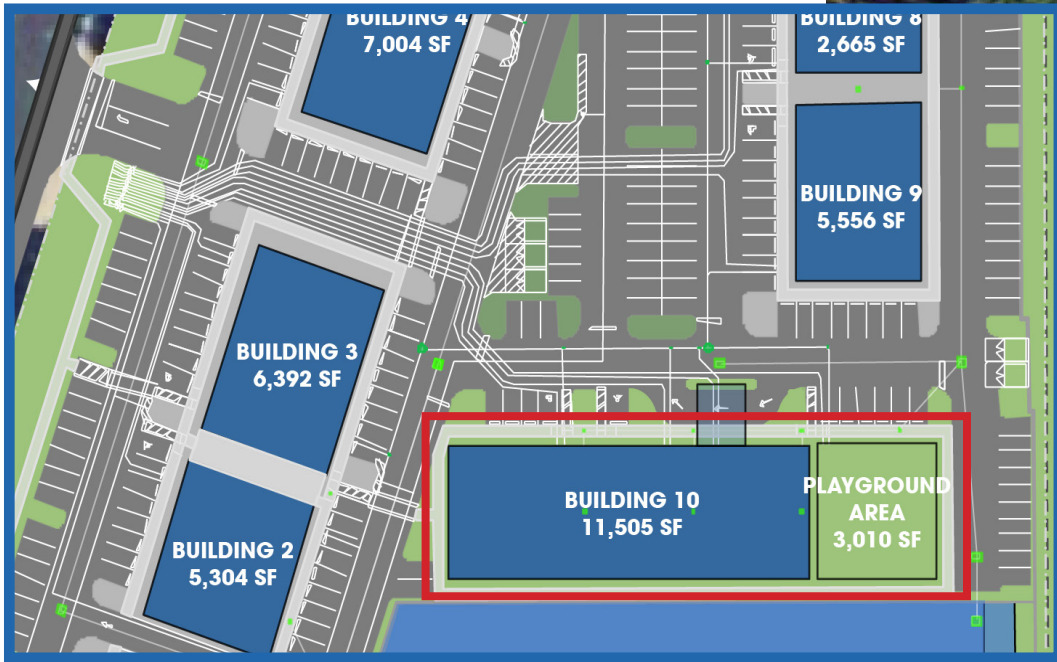 BUILDING 4
7,004 SF
BUILDING 8
2,665 SF
BUILDING 9
5,556 SF
BUILDING 3
6,392 SF
BUILDING 10
11,505 SF
PLAYGROUND
AREA
3,010 SF
BUILDING 2
5,304 SF